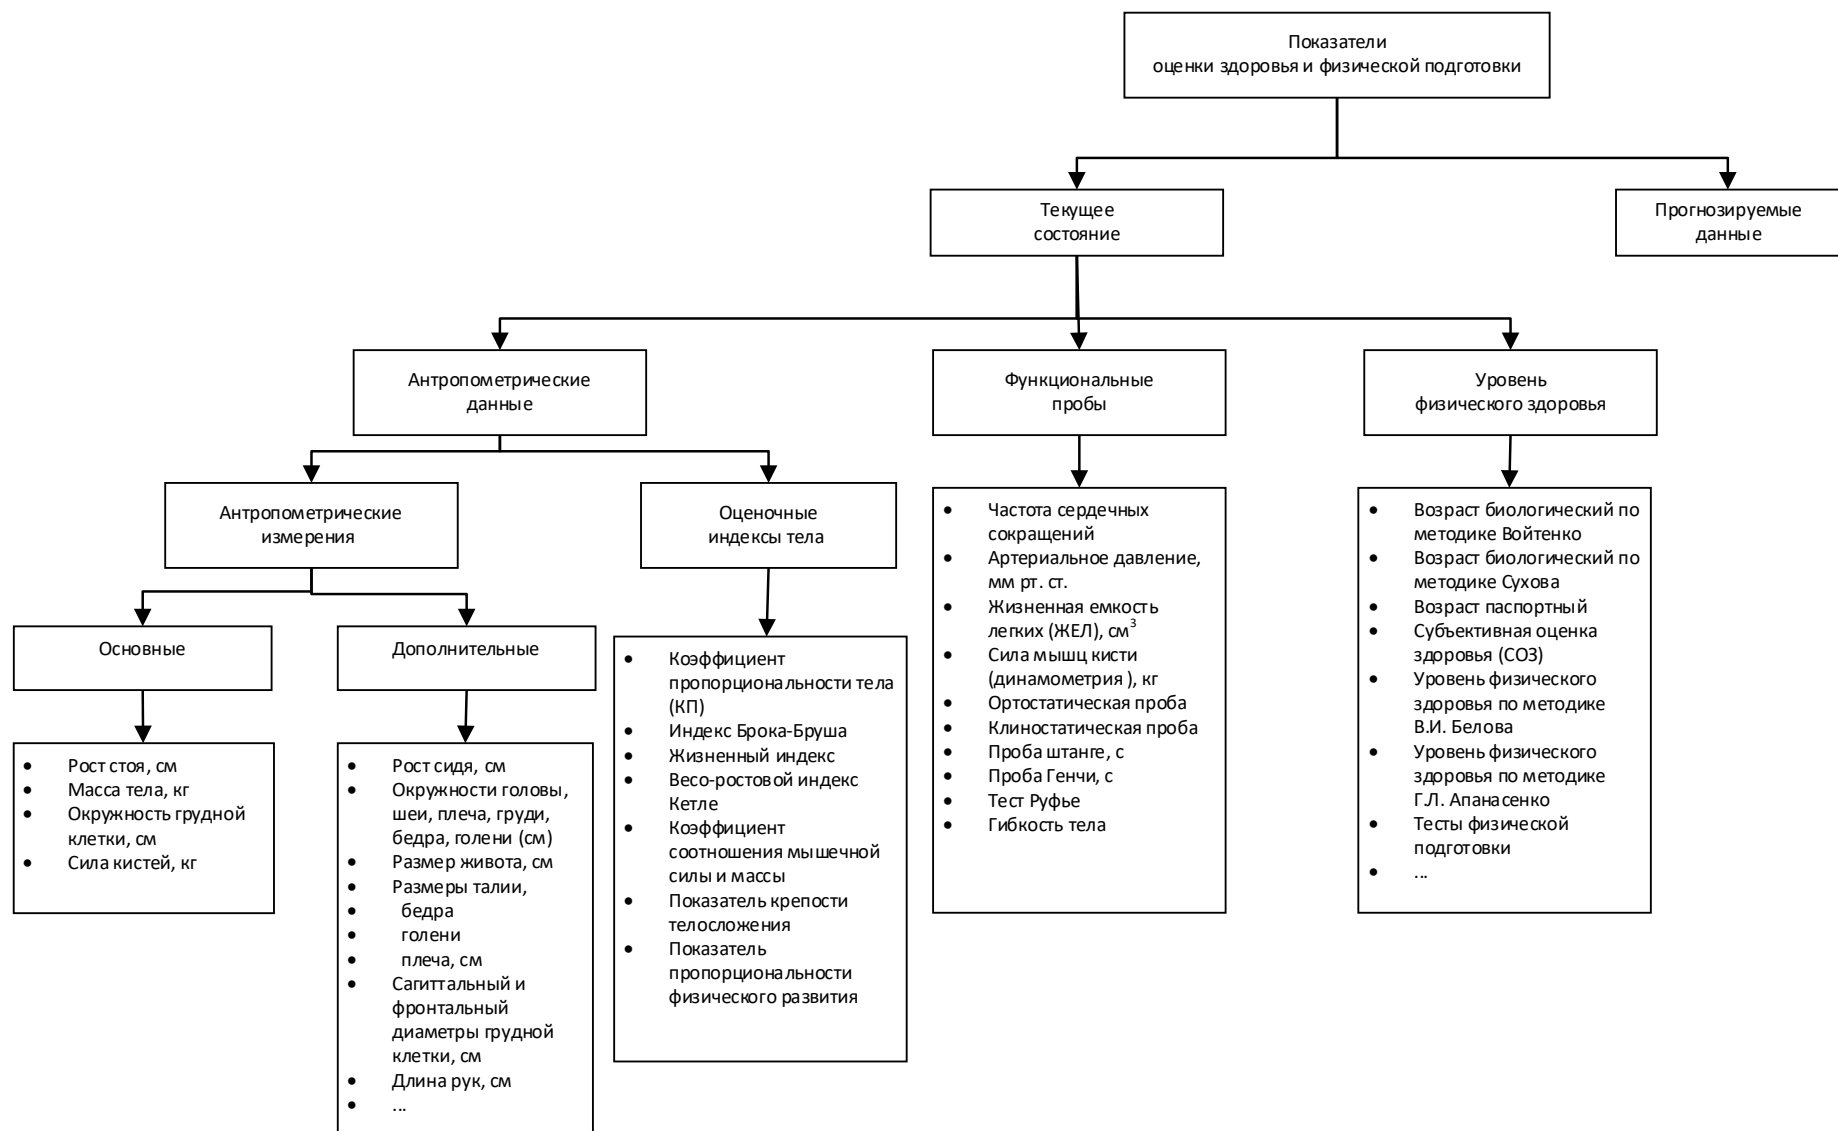 Показатели
оценки здоровья и физической подготовки
Текущее
состояние
Прогнозируемые
данные
Антропометрические
данные
Функциональные
пробы
Уровень
физического здоровья
Антропометрические
измерения
Оценочные
индексы тела
Основные
Дополнительные
• Рост стоя, см
• Масса тела, кг
• Окружность грудной
клетки, см
• Сила кистей, кг
• Рост сидя, см
• Окружности головы,
шеи, плеча, груди,
бедра, голени (см)
• Размер живота, см
• Размеры талии,
• бедра
• голени
• плеча, см
• Сагиттальный и
фронтальный
диаметры грудной
клетки, см
• Длина рук, см
• ...
• Коэффициент
пропорциональности тела
(КП)
• Индекс Брока-Бруша
• Жизненный индекс
• Весо-ростовой индекс
Кетле
• Коэффициент
соотношения мышечной
силы и массы
• Показатель крепости
телосложения
• Показатель
пропорциональности
физического развития
• Частота сердечных
сокращений
• Артериальное давление,
мм рт. ст.
• Жизненная емкость
легких (ЖЕЛ), см³
• Сила мышц кисти
(динамометрия ), кг
• Ортостатическая проба
• Клиностатическая проба
• Проба штанге, с
• Проба Генчи, с
• Тест Руфье
• Гибкость тела
• Возраст биологический по
методике Войтенко
• Возраст биологический по
методике Сухова
• Возраст паспортный
• Субъективная оценка
здоровья (СОЗ)
• Уровень физического
здоровья по методике
В.И. Белова
• Уровень физического
здоровья по методике
Г.Л. Апанасенко
• Тесты физической
подготовки
• ...